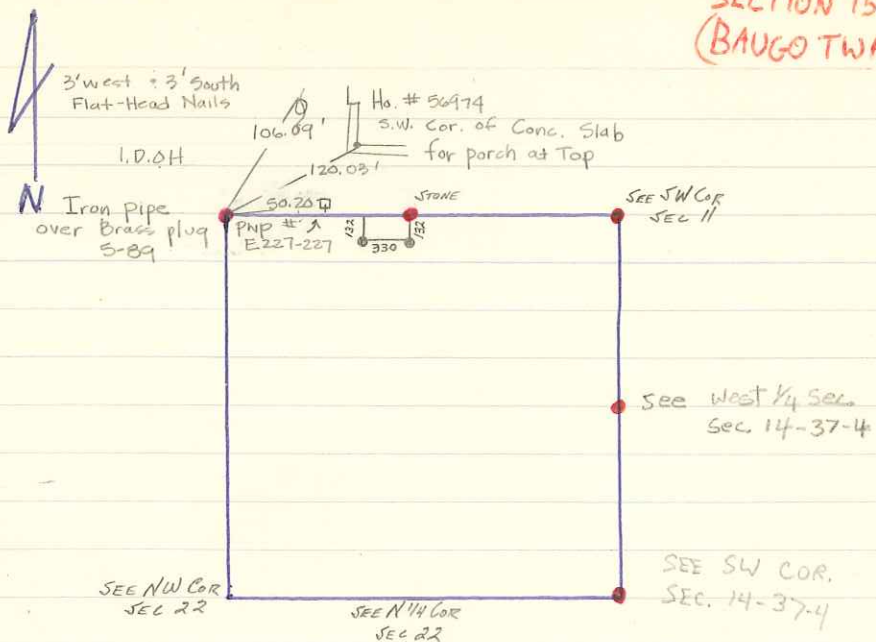 SECTION 15
(BAUGO TWP
3' west & 3' South
Flat-Head Nails
106.09'
Ho. # 56974
S.W. Cor. of Conc. Slab
for porch at Top
I.D.O.H
120.03'
N
Iron pipe
over Brass plug
5-89
50.20
STONE
SEE SW COR
SEC 11
PNP #
E227-227
132
330
132
See West 1/4 Sec.
Sec. 14-37-4
SEE NW COR
SEC 22
SEE N 1/4 COR
SEC 22
SEE SW COR.
SEC. 14-37-4